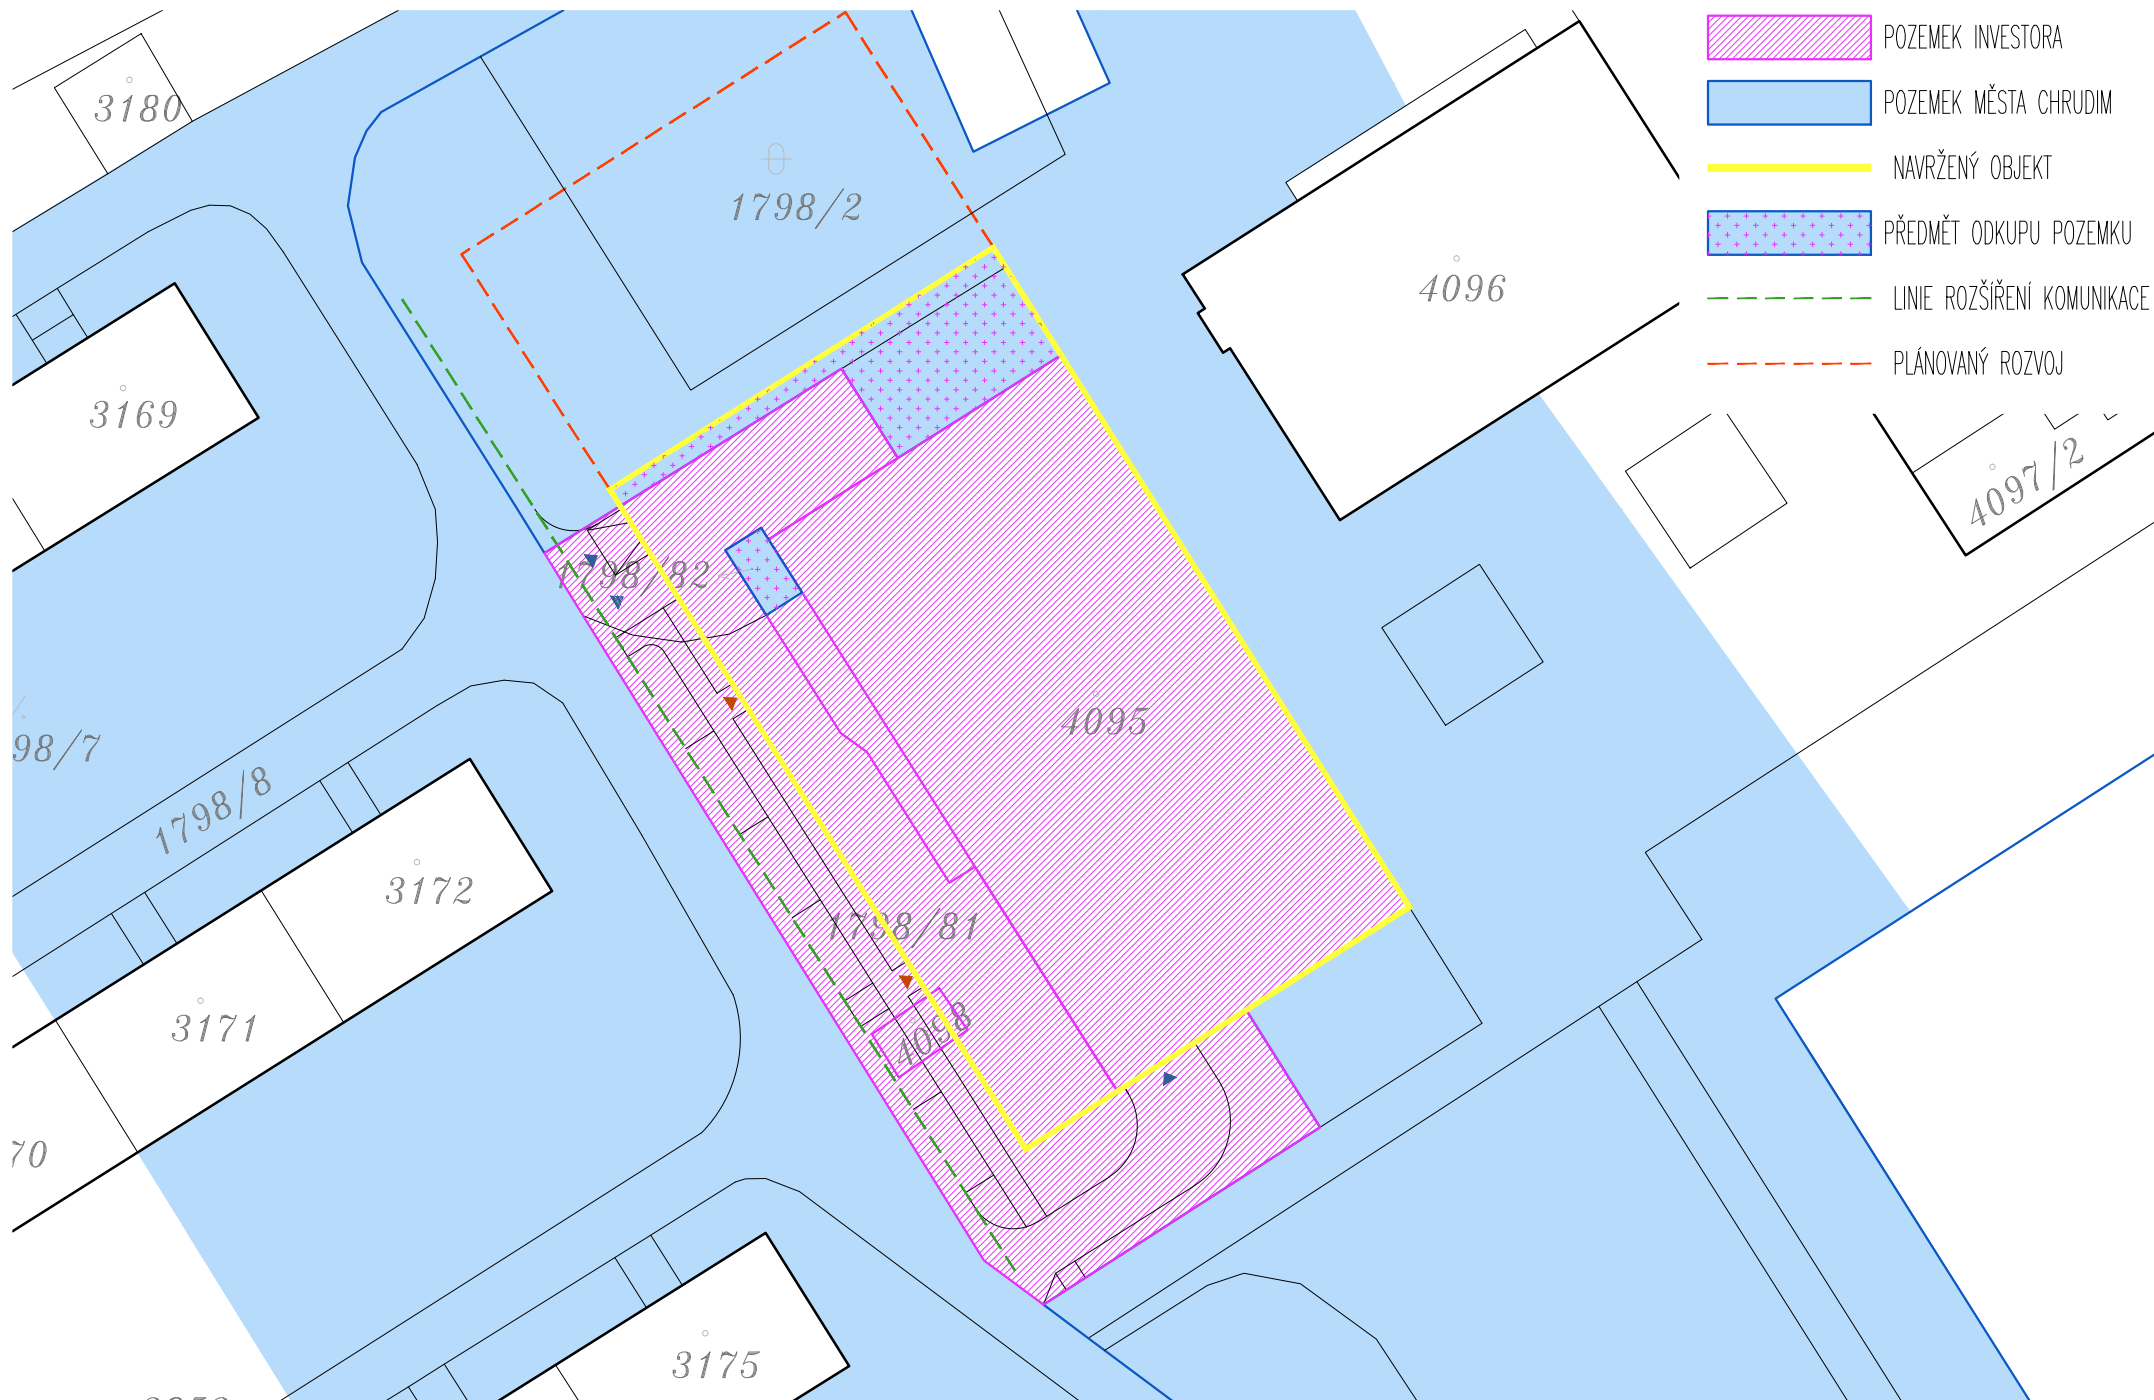 POZEMEK INVESTORA
POZEMEK MĚSTA CHRUDIM
NAVRŽENÝ OBJEKT
PŘEDMĚT ODKUPU POZEMKU
LINIE ROZŠÍŘENÍ KOMUNIKACE
PLÁNOVANÝ ROZVOJ
3180
1798/2
4096
3169
4097/2
1798/82
4095
98/7
1798/8
3172
1798/81
3171
4098
70
3175